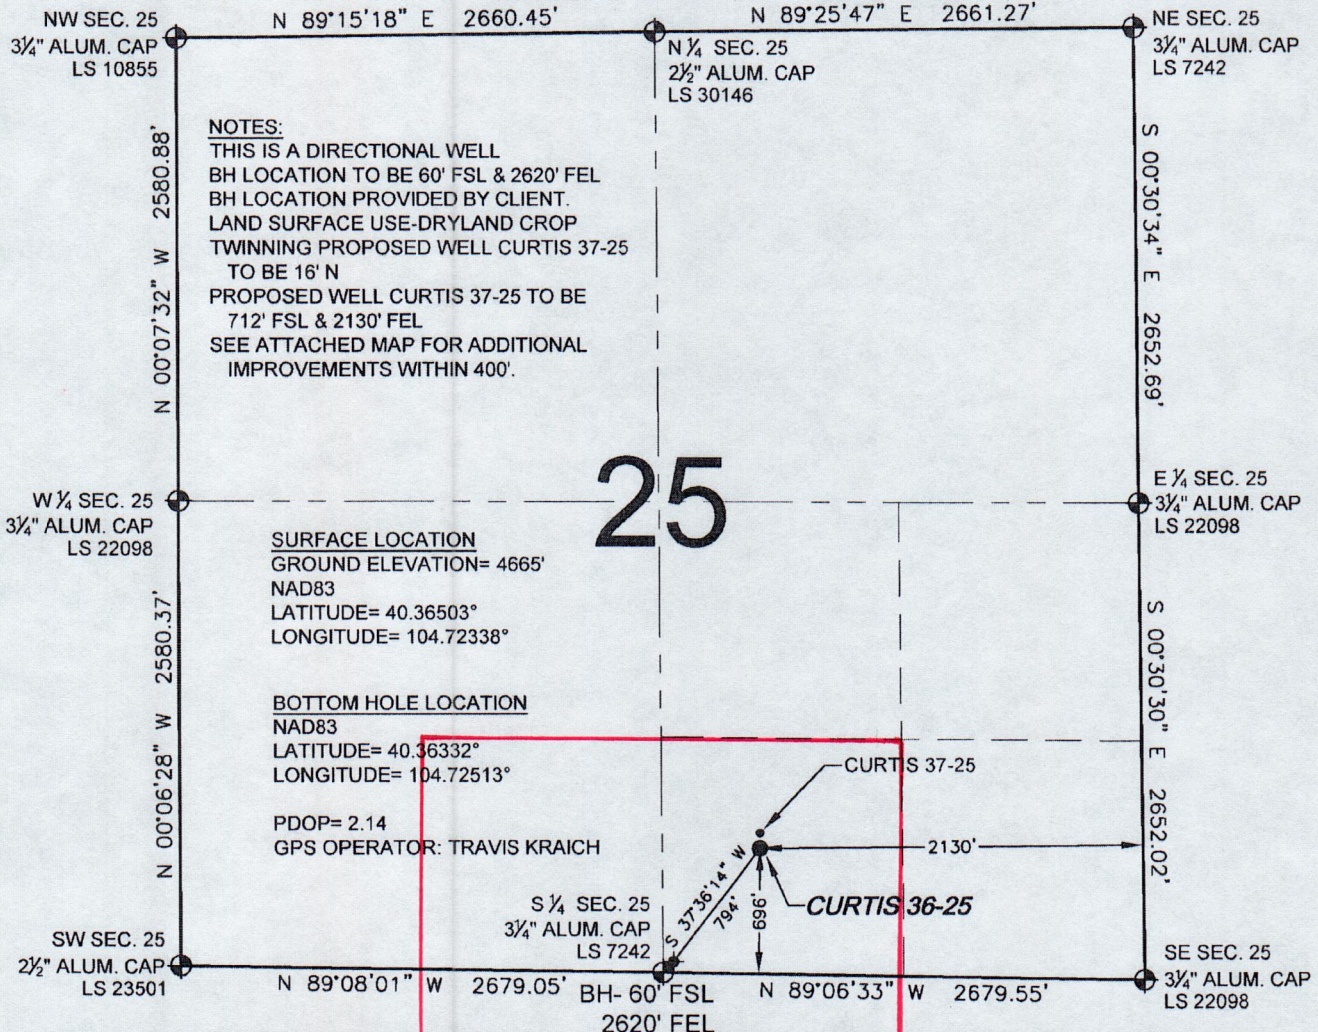 N 89°15'18" E 2660.45'
N 89°25'47" E 2661.27'
NW SEC. 25
3¼" ALUM. CAP
LS 10855
N ¼ SEC. 25
2½" ALUM. CAP
LS 30146
NE SEC. 25
3¼" ALUM. CAP
LS 7242
N 00°07'32" W 2580.88'
NOTES:
THIS IS A DIRECTIONAL WELL
BH LOCATION TO BE 60' FSL & 2620' FEL
BH LOCATION PROVIDED BY CLIENT.
LAND SURFACE USE-DRYLAND CROP
TWINNING PROPOSED WELL CURTIS 37-25
TO BE 16' N
PROPOSED WELL CURTIS 37-25 TO BE
712' FSL & 2130' FEL
SEE ATTACHED MAP FOR ADDITIONAL
IMPROVEMENTS WITHIN 400'.
S 00°30'34" E 2652.69'
25
W ¼ SEC. 25
3¼" ALUM. CAP
LS 22098
E ¼ SEC. 25
3¼" ALUM. CAP
LS 22098
N 00°06'28" W 2580.37'
SURFACE LOCATION
GROUND ELEVATION= 4665'
NAD83
LATITUDE= 40.36503°
LONGITUDE= 104.72338°
BOTTOM HOLE LOCATION
NAD83
LATITUDE= 40.36332°
LONGITUDE= 104.72513°
PDOP= 2.14
GPS OPERATOR: TRAVIS KRAICH
S 00°30'30" E 2652.02'
CURTIS 37-25
2130'
CURTIS 36-25
S 37°36'14" W
794'
696'
S ¼ SEC. 25
3¼" ALUM. CAP
LS 7242
SW SEC. 25
2½" ALUM. CAP
LS 23501
N 89°08'01" W 2679.05'
BH- 60' FSL
2620' FEL
N 89°06'33" W 2679.55'
SE SEC. 25
3¼" ALUM. CAP
LS 22098